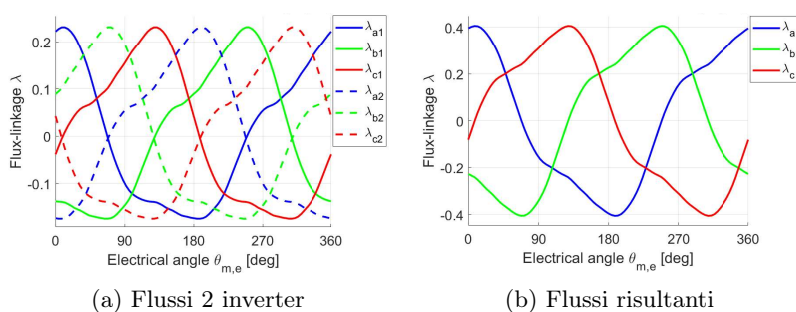 λa1
λb1
λc1
λa2
λb2
λc2
0.2
0.1
0
-0.1
Flux-linkage λ
0 90 180 270 360
Electrical angle θm,e [deg]
(a) Flussi 2 inverter
λa
λb
λc
0.4
0.2
0
-0.2
-0.4
Flux-linkage λ
0 90 180 270 360
Electrical angle θm,e [deg]
(b) Flussi risultanti